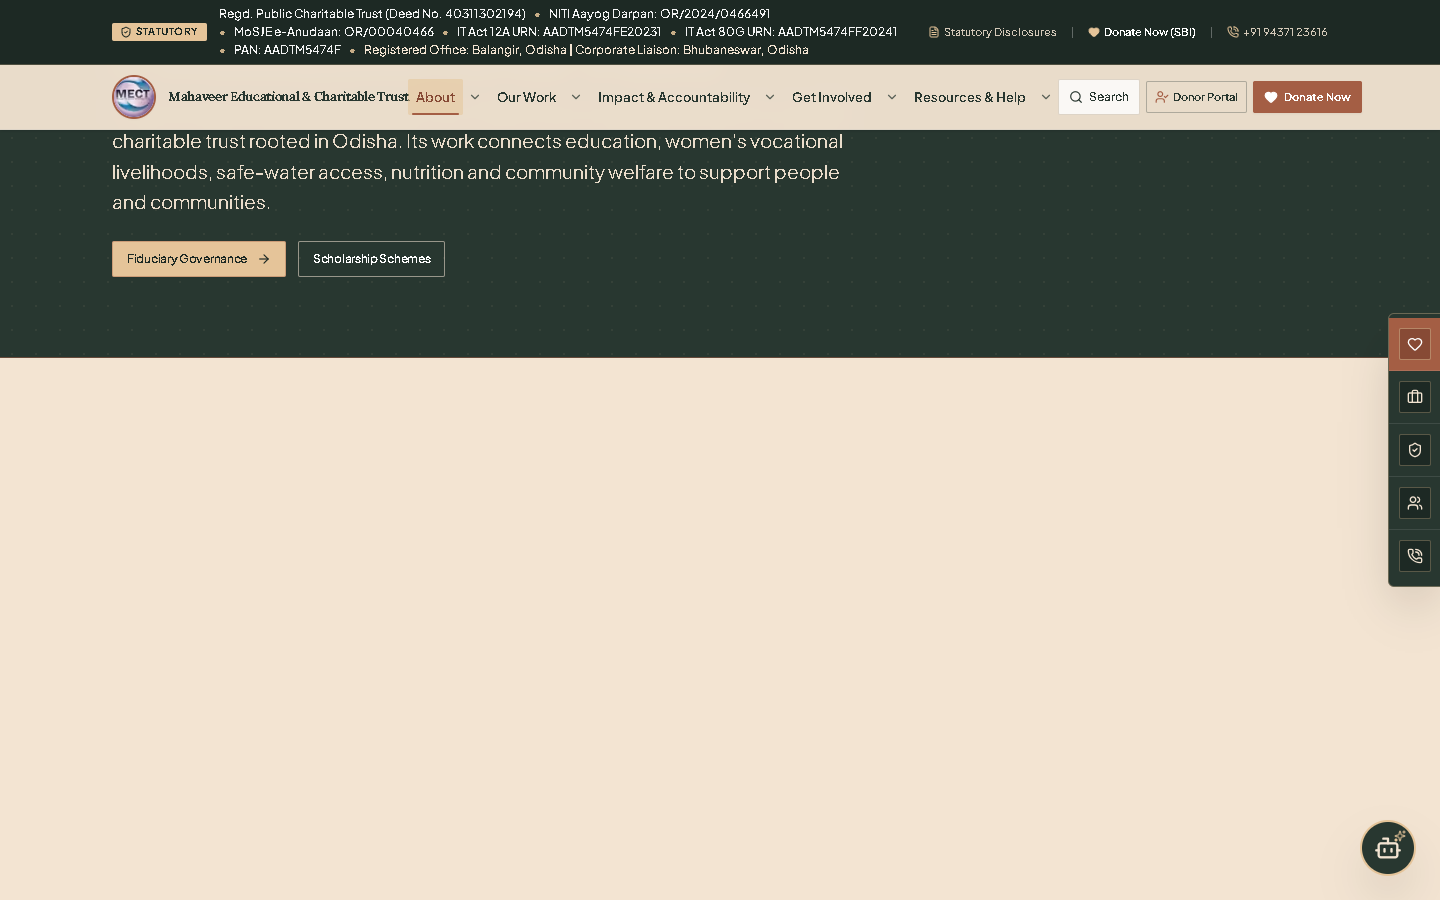 STATUTORY
Regd. Public Charitable Trust (Deed No. 40311302194) • NITI Aayog Darpan: OR/2024/0466491
• MoSJE e-Anudaan: OR/00040466 • IT Act 12A URN: AADTM5474FE20231 • IT Act 80G URN: AADTM5474FF20241
• PAN: AADTM5474F • Registered Office: Balangir, Odisha | Corporate Liaison: Bhubaneswar, Odisha
Statutory Disclosures | Donate Now (SBI) | +91 94371 23616
MECT
Mahaveer Educational & Charitable Trust
About Our Work Impact & Accountability Get Involved Resources & Help Search Donor Portal Donate Now
charitable trust rooted in Odisha. Its work connects education, women's vocational
livelihoods, safe-water access, nutrition and community welfare to support people
and communities.
Fiduciary Governance → Scholarship Schemes